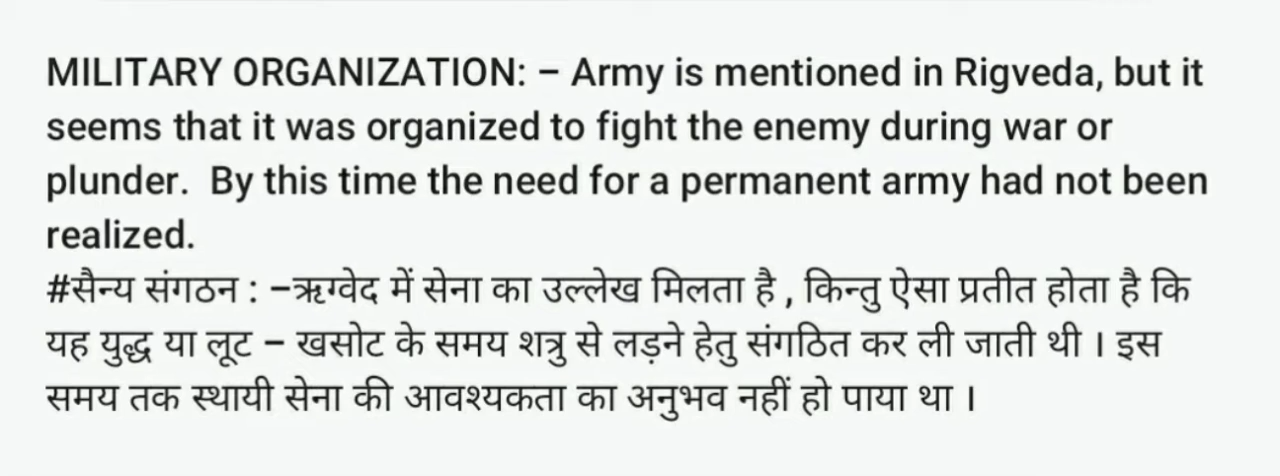 MILITARY ORGANIZATION: – Army is mentioned in Rigveda, but it
seems that it was organized to fight the enemy during war or
plunder.  By this time the need for a permanent army had not been
realized.
#सैन्य संगठन : –ऋग्वेद में सेना का उल्लेख मिलता है , किन्तु ऐसा प्रतीत होता है कि
यह युद्ध या लूट – खसोट के समय शत्रु से लड़ने हेतु संगठित कर ली जाती थी । इस
समय तक स्थायी सेना की आवश्यकता का अनुभव नहीं हो पाया था ।